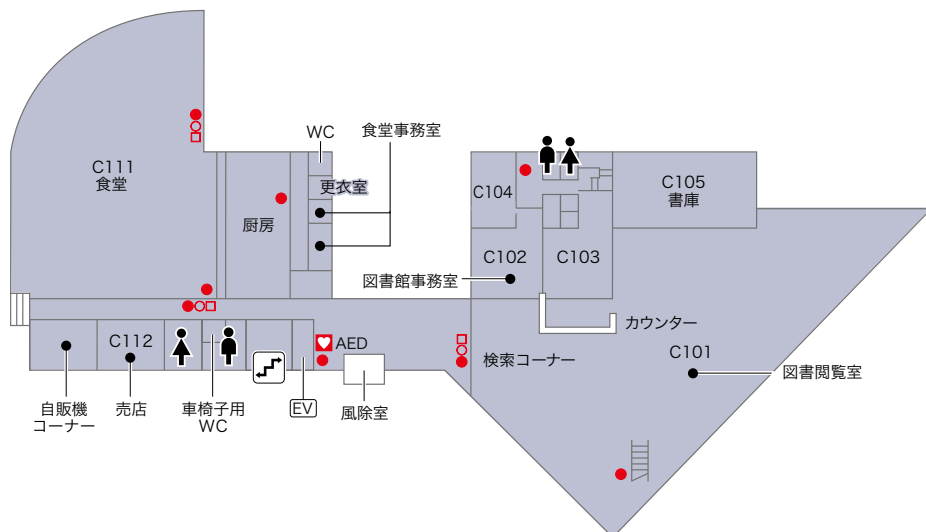 WC
食堂事務室
C111
食堂
更衣室
C104
C105
書庫
厨房
C102
C103
図書館事務室
カウンター
C112
AED
検索コーナー
C101
図書閲覧室
自販機
コーナー
売店
車椅子用
WC
EV
風除室